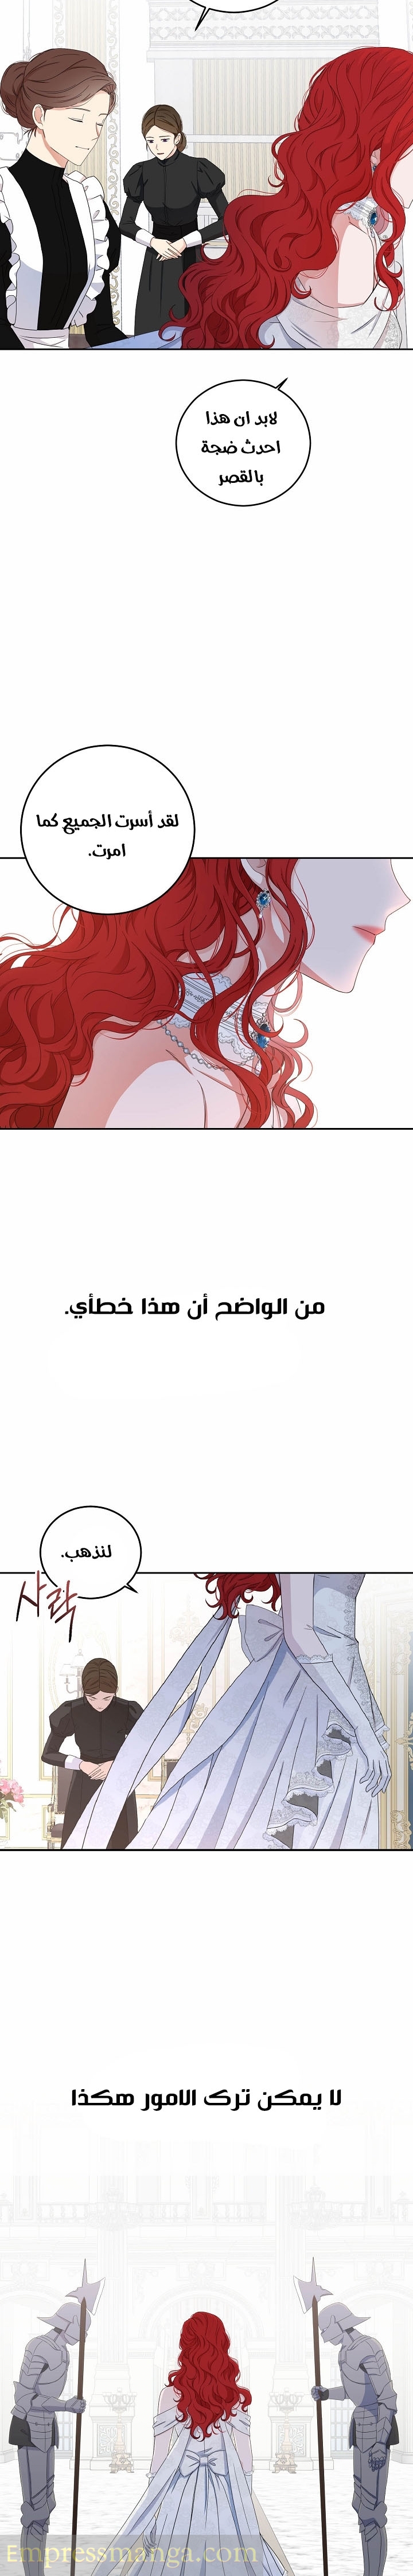 لابد ان هذا
احدث ضجة
بالقصر
لقد أسرت الجميع كما
امرت.
من الواضح أن هذا خطأي.
لنذهب.
사락
لا يمكن ترك الامور هكذا
Empressmanga.com